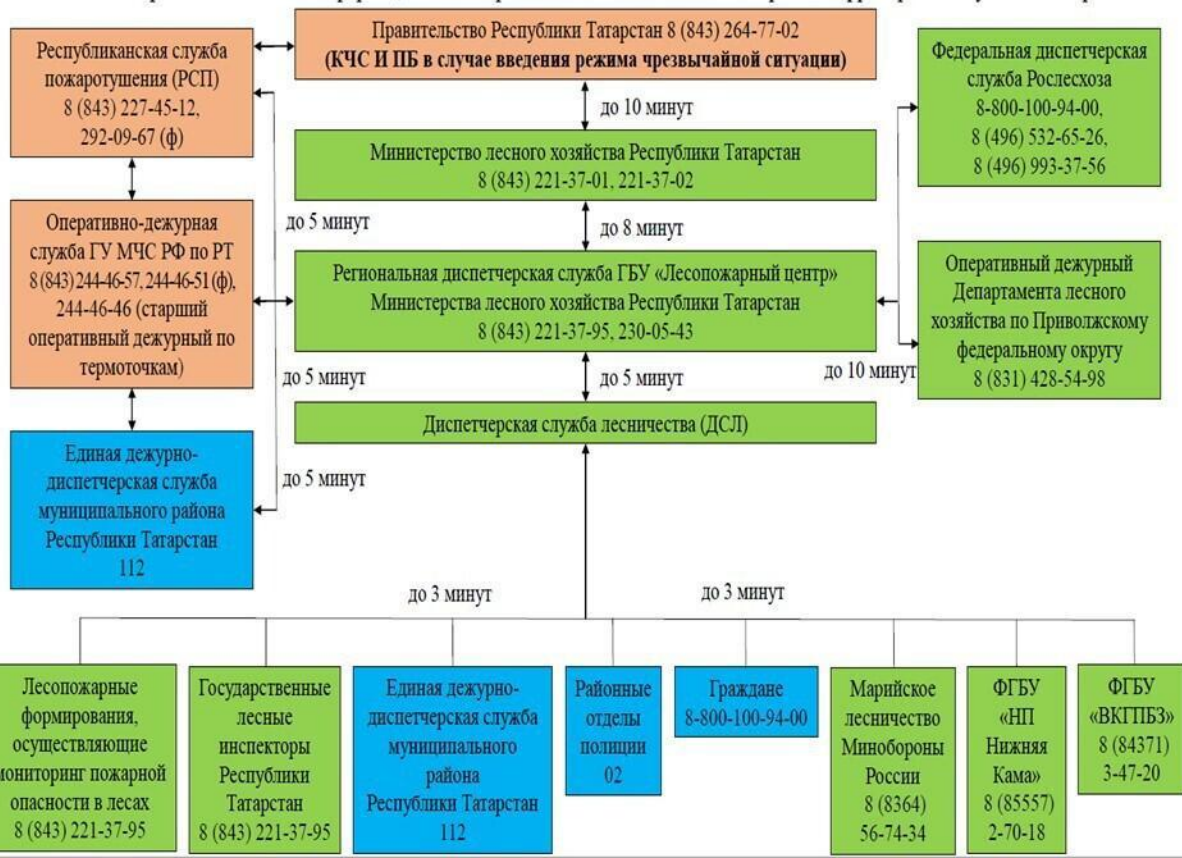 Республиканская служба
пожаротушения (РСП)
8 (843) 227-45-12,
292-09-67 (ф)
Правительство Республики Татарстан 8 (843) 264-77-02
(КЧС И ПБ в случае введения режима чрезвычайной ситуации)
Федеральная диспетчерская
служба Рослесхоза
8-800-100-94-00,
8 (496) 532-65-26,
8 (496) 993-37-56
до 10 минут
Министерство лесного хозяйства Республики Татарстан
8 (843) 221-37-01, 221-37-02
до 5 минут
до 8 минут
Оперативно-дежурная
служба ГУ МЧС РФ по РТ
8 (843) 244-46-57, 244-46-51 (ф),
244-46-46 (старший
оперативный дежурный по
термоточкам)
Региональная диспетчерская служба ГБУ «Лесопожарный центр»
Министерства лесного хозяйства Республики Татарстан
8 (843) 221-37-95, 230-05-43
Оперативный дежурный
Департамента лесного
хозяйства по Приволжскому
федеральному округу
8 (831) 428-54-98
до 5 минут
до 5 минут
до 10 минут
Диспетчерская служба лесничества (ДСЛ)
Единая дежурно-
диспетчерская служба
муниципального района
Республики Татарстан
112
до 5 минут
до 3 минут
до 3 минут
Лесопожарные
формирования,
осуществляющие
мониторинг пожарной
опасности в лесах
8 (843) 221-37-95
Государственные
лесные
инспекторы
Республики
Татарстан
8 (843) 221-37-95
Единая дежурно-
диспетчерская служба
муниципального
района
Республики Татарстан
112
Районные
отделы
полиции
02
Граждане
8-800-100-94-00
Марийское
лесничество
Минобороны
России
8 (8364)
56-74-34
ФГБУ
«НП
Нижняя
Кама»
8 (85557)
2-70-18
ФГБУ
«ВКГПБЗ»
8 (84371)
3-47-20